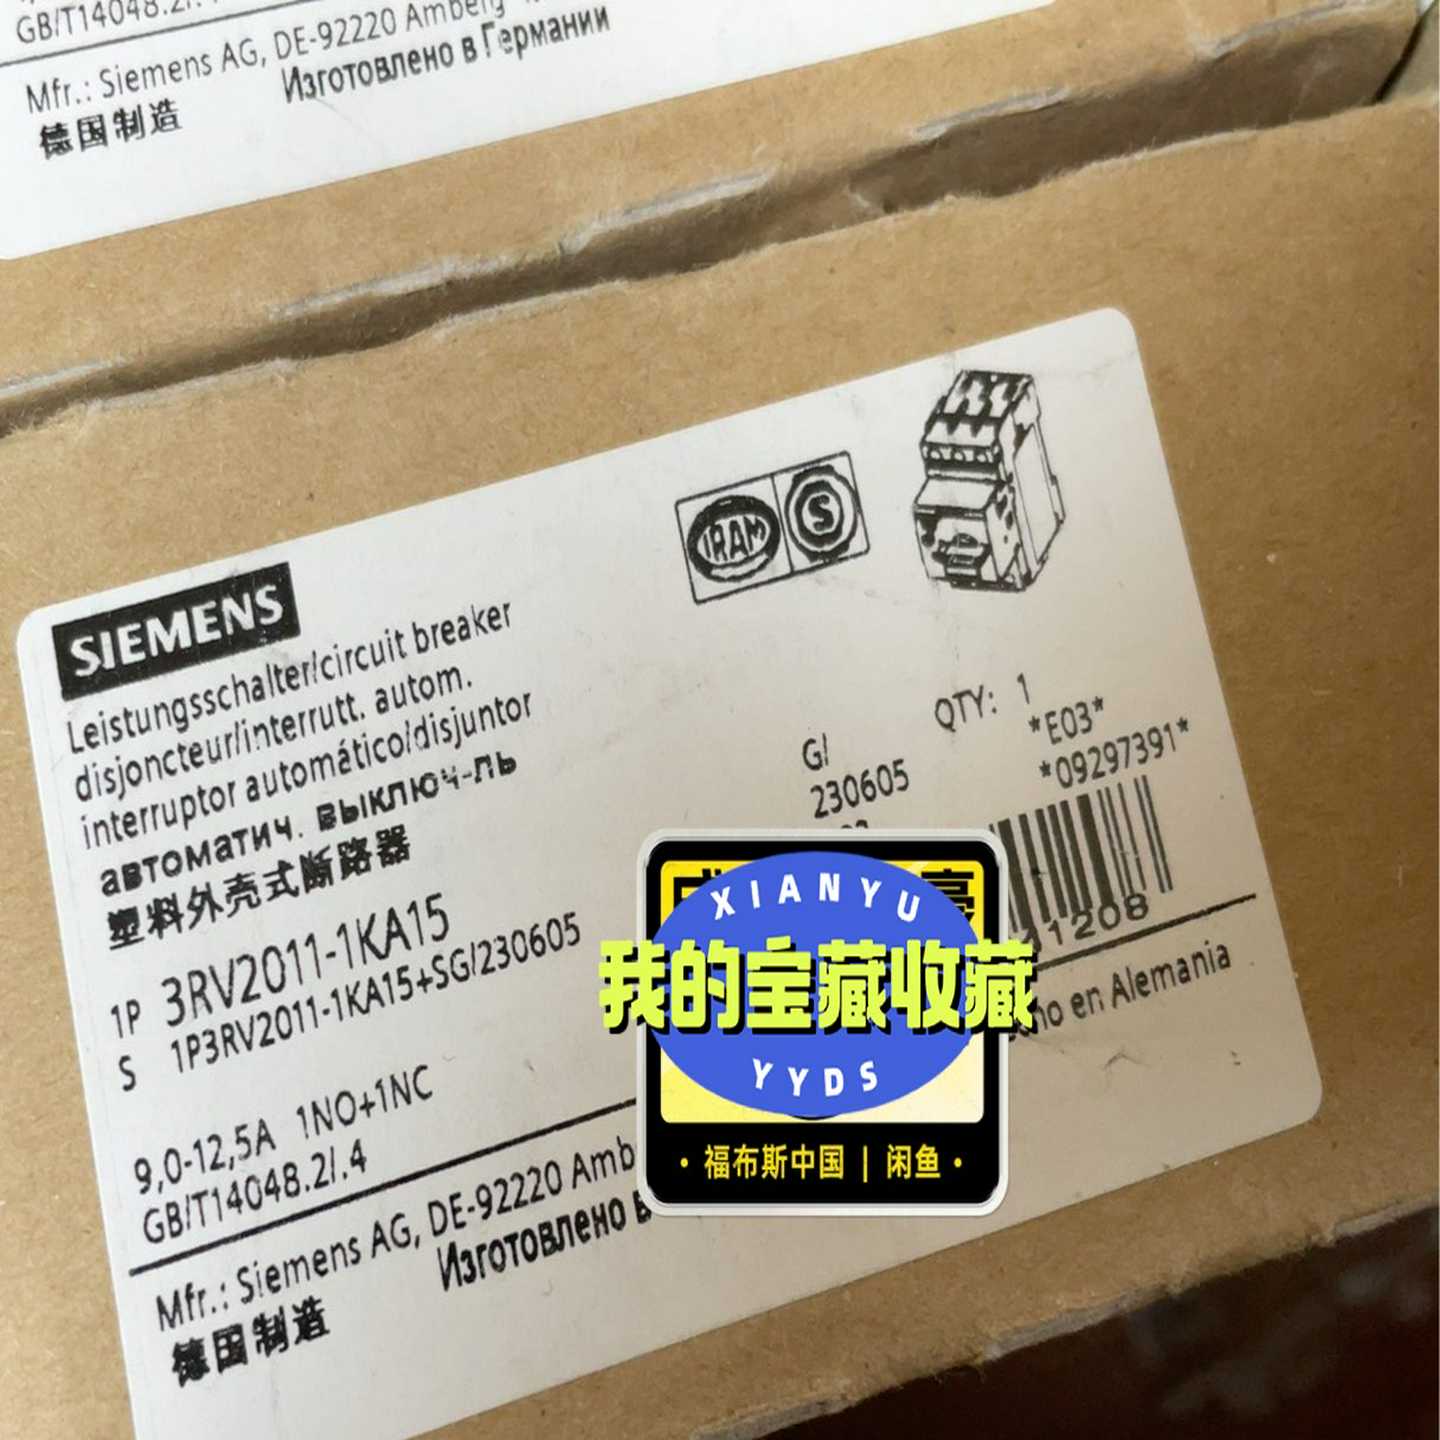 GB/T14048.2/.4
Mfr.: Siemens AG, DE-92220 Amberg
Изготовлено в Германии
德国制造
IRAM S
SIEMENS
Leistungsschalter/circuit breaker
disjoncteur/interrutt. autom.
interruptor automático/disjuntor
автоматич. выключ-ль
塑料外壳式断路器
QTY: 1
G/ *E03*
230605 *09297391*
1P 3RV2011-1KA15
S 1P3RV2011-1KA15+SG/230605
1208
9,0-12,5A 1NO+1NC
GB/T14048.2/.4
Mfr.: Siemens AG, DE-92220 Amb
en Alemania
Изготовлено в
德国制造
XIANYU
我的宝藏收藏
YYDS
·福布斯中国 | 闲鱼·